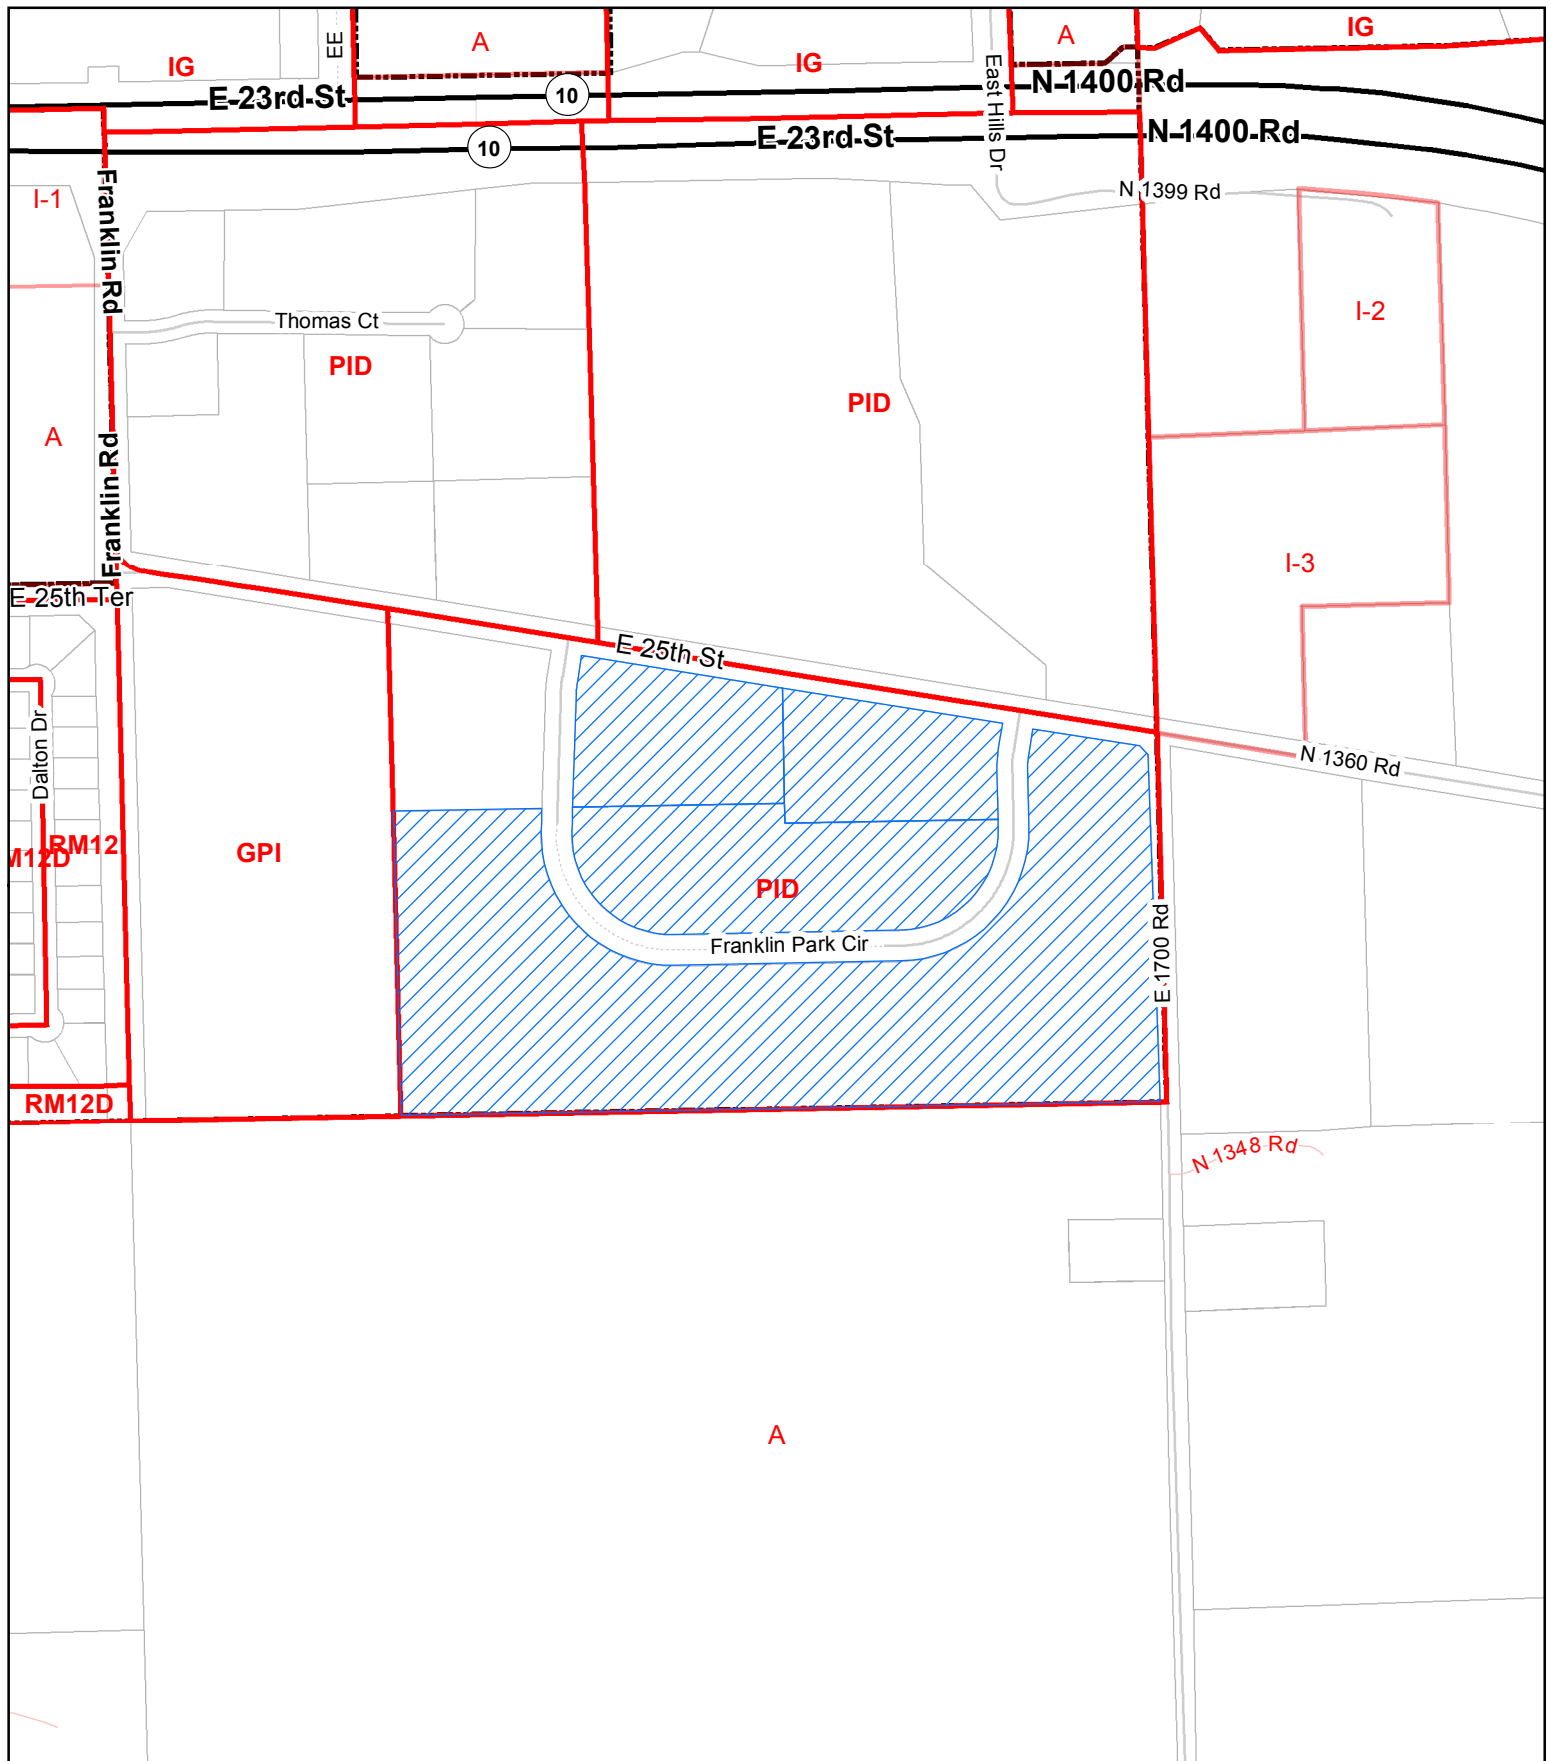 IG
EE
A
IG
A
IG
E 23rd St
10
N 1400 Rd
East Hills Dr
10
E 23rd St
N 1400 Rd
I-1
Franklin Rd
N 1399 Rd
I-2
Thomas Ct
PID
PID
A
Franklin Rd
I-3
E 25th Ter
E 25th St
Dalton Dr
N 1360 Rd
RM12
M12D
GPI
PID
Franklin Park Cir
E 1700 Rd
RM12D
N 1348 Rd
A